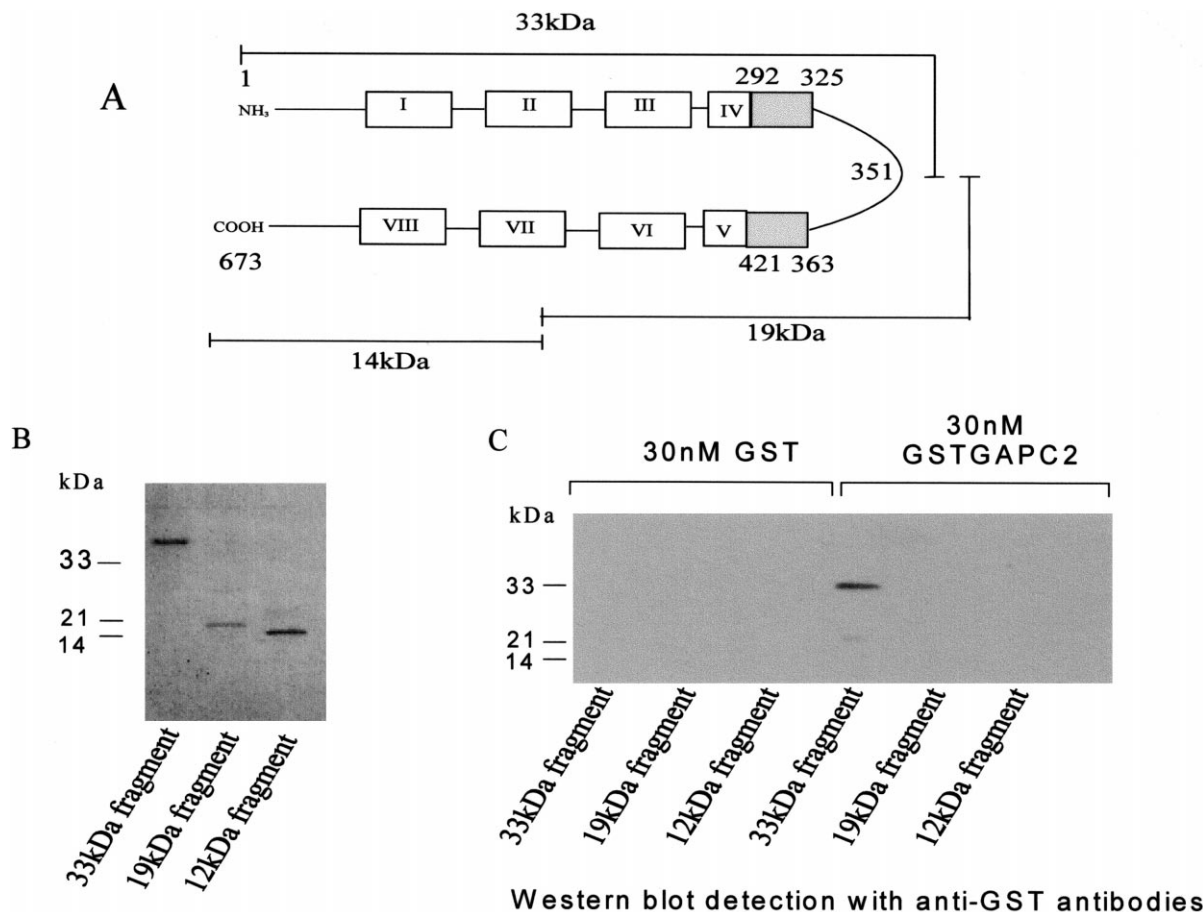 33kDa
A
1
292
325
NH₃
I
II
III
IV
351
COOH
VIII
VII
VI
V
673
421
363
14kDa
19kDa
B
kDa
33
21
14
33kDa fragment
19kDa fragment
12kDa fragment
C
30nM GST
30nM
GSTGAPC2
kDa
33
21
14
33kDa fragment
19kDa fragment
12kDa fragment
33kDa fragment
19kDa fragment
12kDa fragment
Western blot detection with anti-GST antibodies